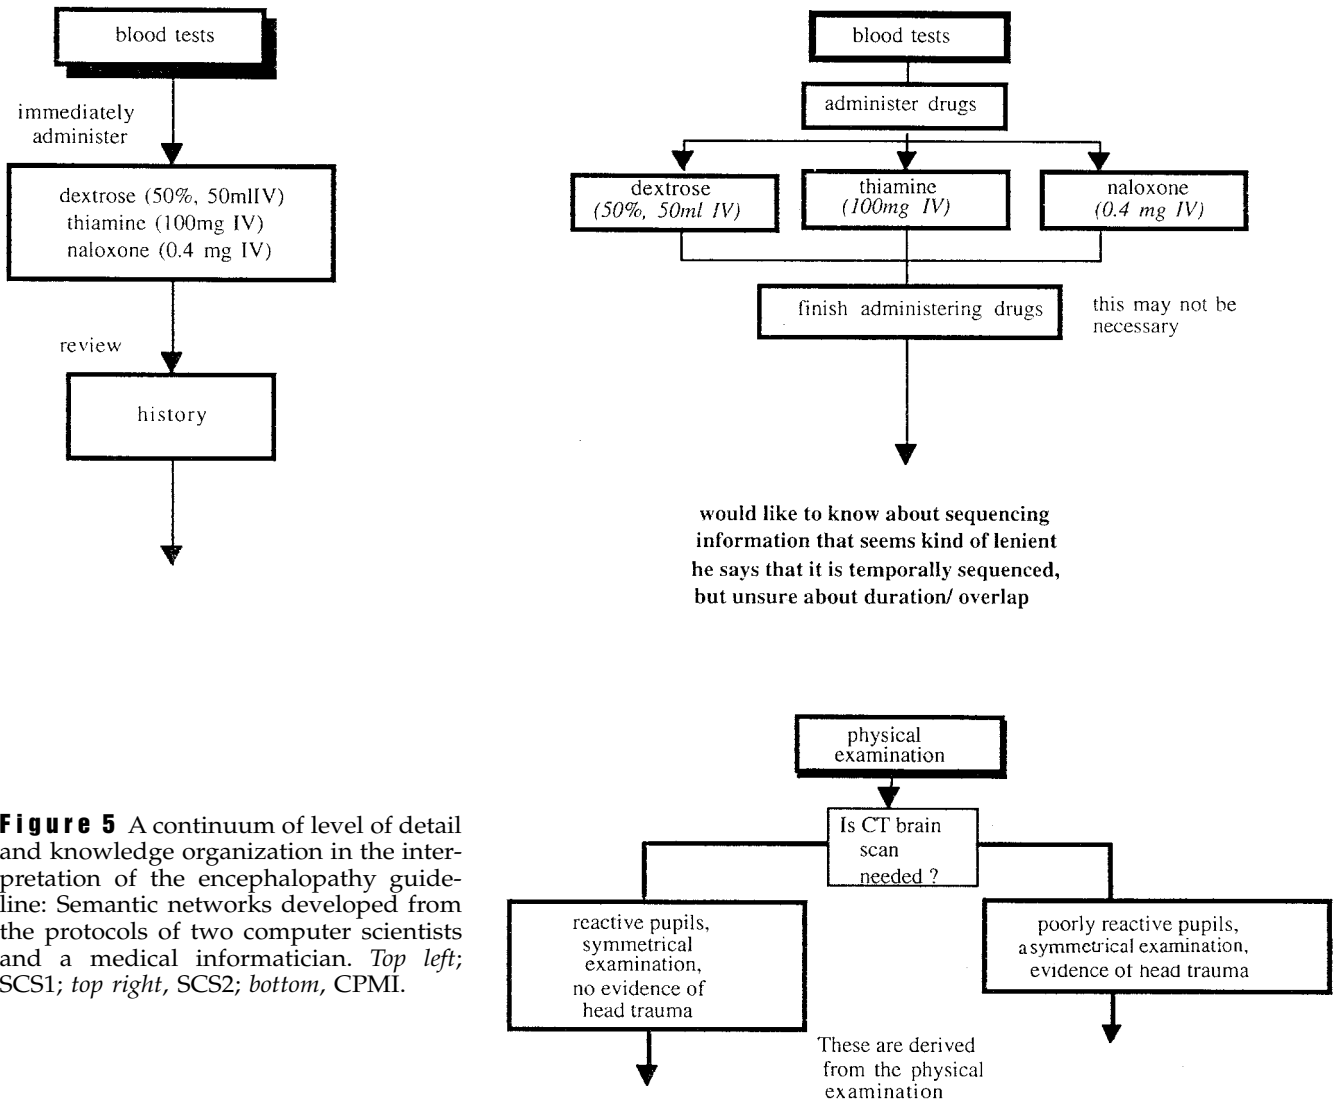 blood tests
immediately
administer
dextrose (50%, 50mlIV)
thiamine (100mg IV)
naloxone (0.4 mg IV)
review
history
blood tests
administer drugs
dextrose
(50%, 50ml IV)
thiamine
(100mg IV)
naloxone
(0.4 mg IV)
finish administering drugs
this may not be
necessary
would like to know about sequencing
information that seems kind of lenient
he says that it is temporally sequenced,
but unsure about duration/ overlap
physical
examination
Is CT brain
scan
needed ?
reactive pupils,
symmetrical
examination,
no evidence of
head trauma
poorly reactive pupils,
asymmetrical examination,
evidence of head trauma
These are derived
from the physical
examination
Figure 5 A continuum of level of detail
and knowledge organization in the inter-
pretation of the encephalopathy guide-
line: Semantic networks developed from
the protocols of two computer scientists
and a medical informatician. Top left;
SCS1; top right, SCS2; bottom, CPMI.